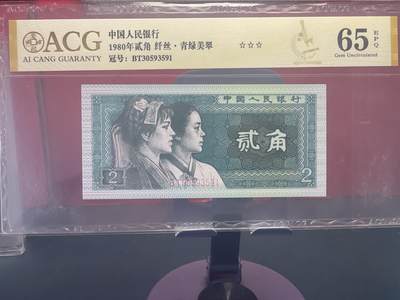 ACG
AI CANG GUARANTY
中国人民银行
1980年贰角 纤丝·青绿美翠
冠号: BT30593591
☆☆☆
65 EPQ
Gem Uncirculated
中国人民银行
贰角
2 2